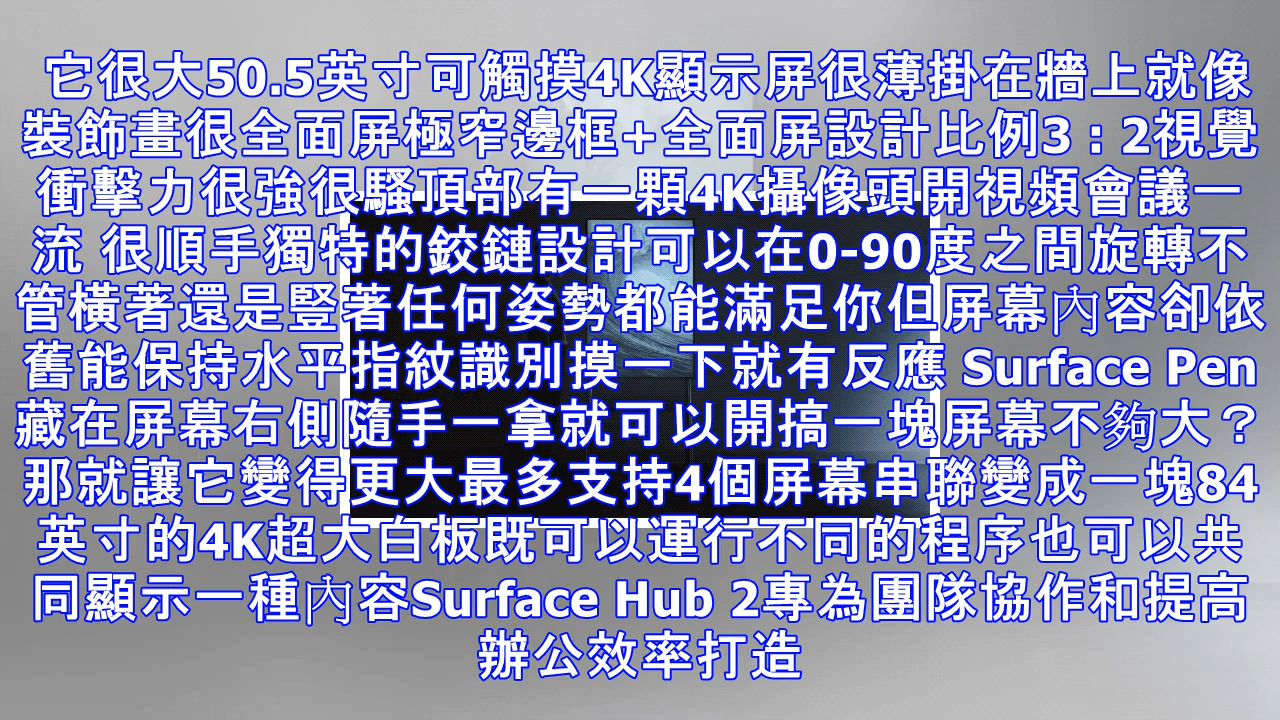 它很大50.5英寸可觸摸4K顯示屏很薄掛在牆上就像
裝飾畫很全面屏極窄邊框+全面屏設計比例3：2視覺
衝擊力很強很騷頂部有一顆4K攝像頭開視頻會議一
流 很順手獨特的鉸鏈設計可以在0-90度之間旋轉不
管橫著還是豎著任何姿勢都能滿足你但屏幕內容卻依
舊能保持水平指紋識別摸一下就有反應 Surface Pen
藏在屏幕右側隨手一拿就可以開搞一塊屏幕不夠大？
那就讓它變得更大最多支持4個屏幕串聯變成一塊84
英寸的4K超大白板既可以運行不同的程序也可以共
同顯示一種內容Surface Hub 2專為團隊協作和提高
辦公效率打造